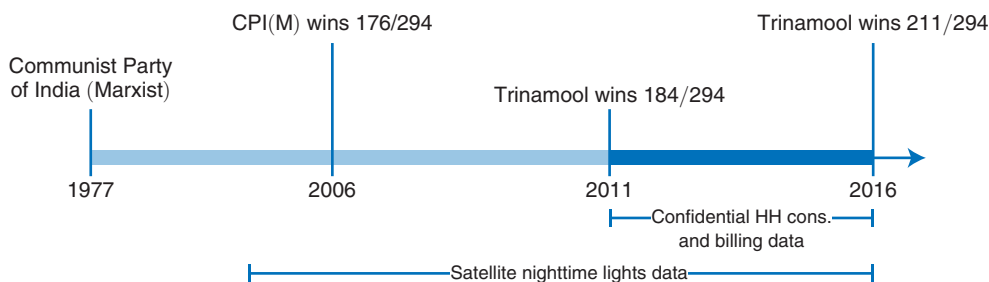 CPI(M) wins 176/294
Trinamool wins 211/294
Communist Party
of India (Marxist)
Trinamool wins 184/294
1977
2006
2011
2016
Confidential HH cons.
and billing data
Satellite nighttime lights data